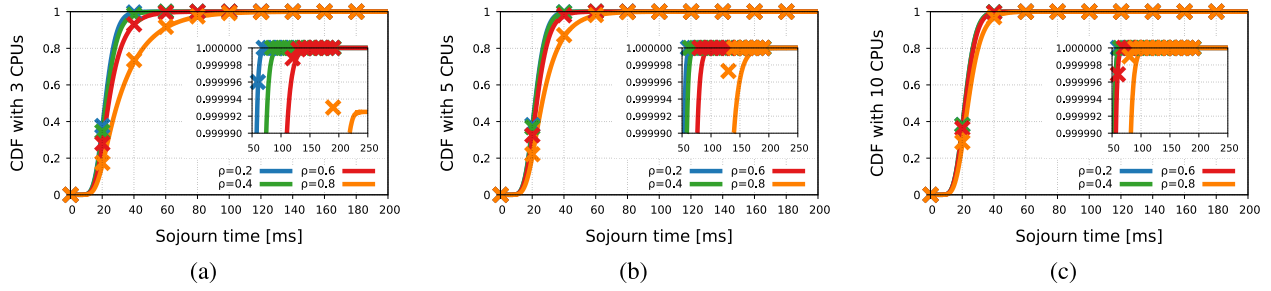 CDF with 3 CPUs
1
0.8
0.6
0.4
0.2
0
0 20 40 60 80 100 120 140 160 180 200
Sojourn time [ms]
1.000000
0.999998
0.999996
0.999994
0.999992
0.999990
50 100 150 200 250
ρ=0.2 ρ=0.6
ρ=0.4 ρ=0.8
(a)
CDF with 5 CPUs
1
0.8
0.6
0.4
0.2
0
0 20 40 60 80 100 120 140 160 180 200
Sojourn time [ms]
1.000000
0.999998
0.999996
0.999994
0.999992
0.999990
50 100 150 200 250
ρ=0.2 ρ=0.6
ρ=0.4 ρ=0.8
(b)
CDF with 10 CPUs
1
0.8
0.6
0.4
0.2
0
0 20 40 60 80 100 120 140 160 180 200
Sojourn time [ms]
1.000000
0.999998
0.999996
0.999994
0.999992
0.999990
50 100 150 200 250
ρ=0.2 ρ=0.6
ρ=0.4 ρ=0.8
(c)